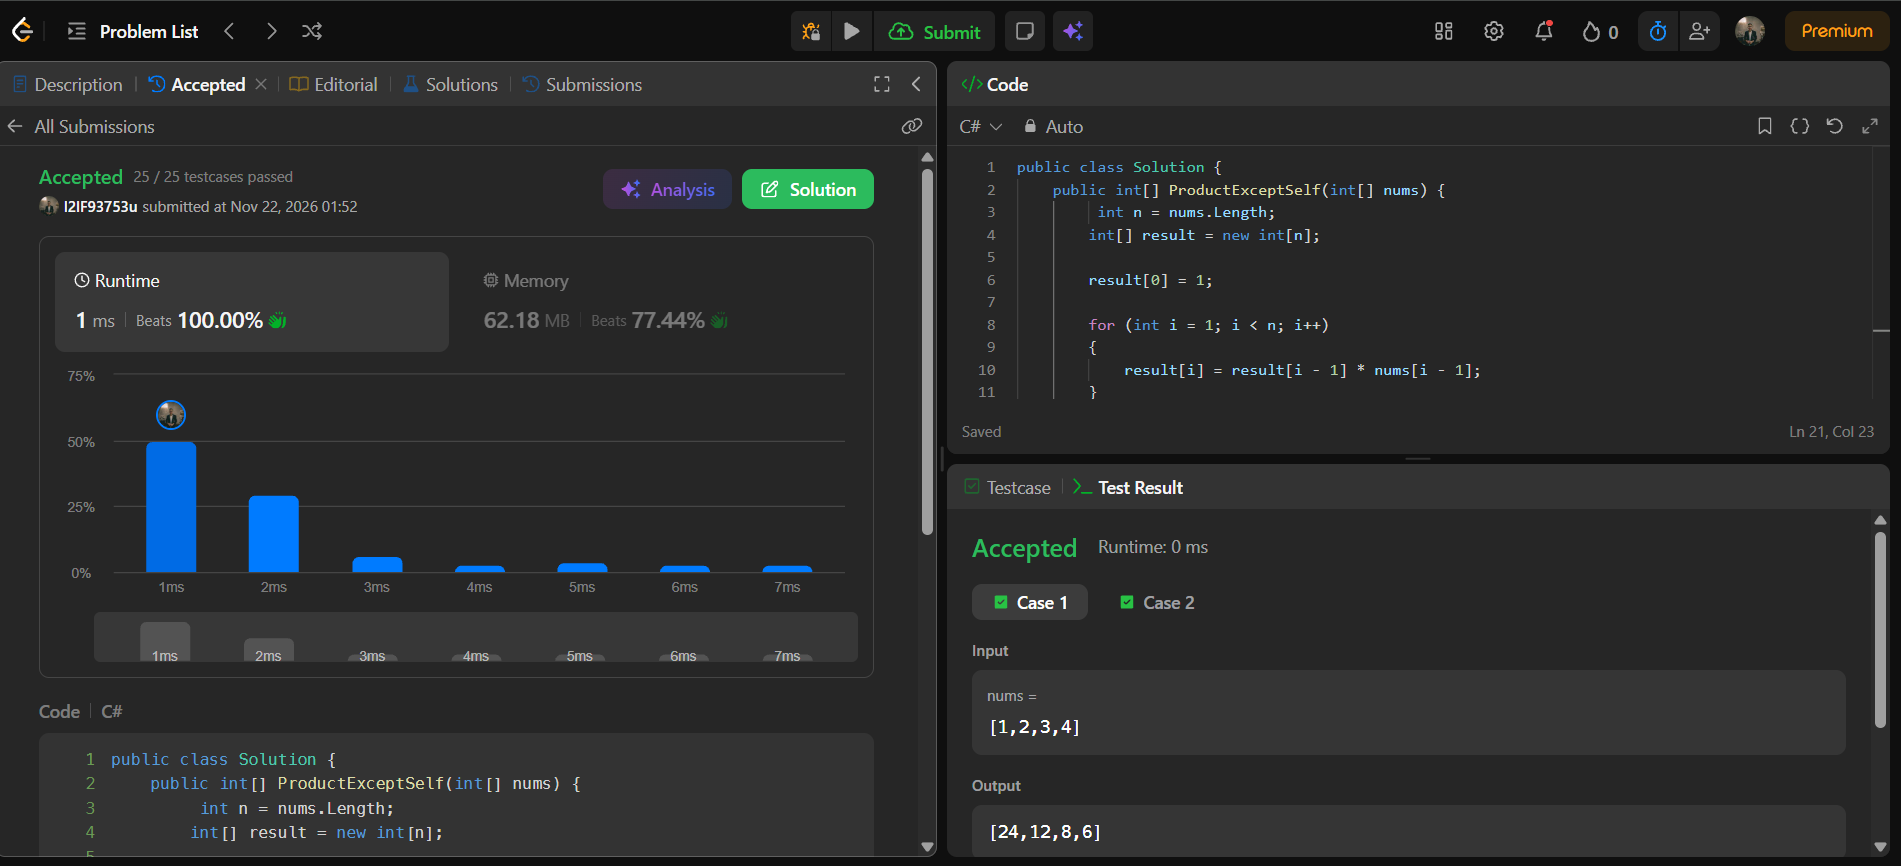 Problem List
Submit
0
Premium
Description
Accepted
Editorial
Solutions
Submissions
All Submissions
Accepted 25 / 25 testcases passed
l2lF93753u submitted at Nov 22, 2026 01:52
Analysis
Solution
Runtime
1 ms Beats 100.00%
Memory
62.18 MB Beats 77.44%
75%
50%
25%
0%
1ms 2ms 3ms 4ms 5ms 6ms 7ms
1ms 2ms 3ms 4ms 5ms 6ms 7ms
Code C#
1 public class Solution {
2 public int[] ProductExceptSelf(int[] nums) {
3 int n = nums.Length;
4 int[] result = new int[n];
5
</> Code
C# Auto
1 public class Solution {
2 public int[] ProductExceptSelf(int[] nums) {
3 int n = nums.Length;
4 int[] result = new int[n];
5
6 result[0] = 1;
7
8 for (int i = 1; i < n; i++)
9 {
10 result[i] = result[i - 1] * nums[i - 1];
11 }
Saved
Ln 21, Col 23
Testcase
Test Result
Accepted Runtime: 0 ms
Case 1
Case 2
Input
nums =
[1,2,3,4]
Output
[24,12,8,6]